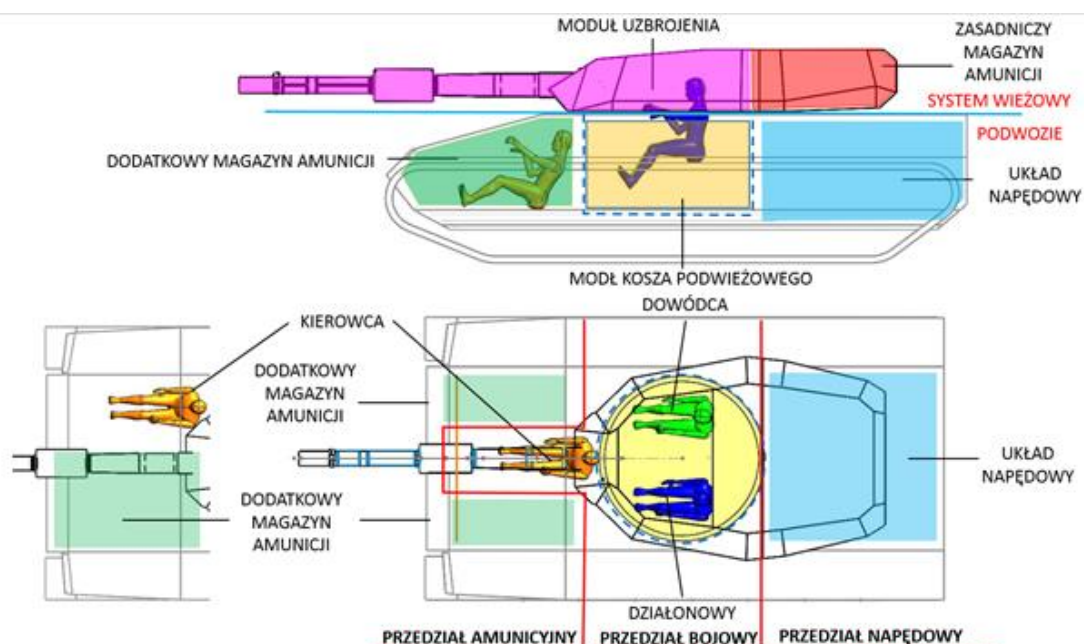 MODUŁ UZBROJENIA
ZASADNICZY
MAGAZYN
AMUNICJI
SYSTEM WIEŻOWY
PODWOZIE
DODATKOWY MAGAZYN AMUNICJI
UKŁAD
NAPĘDOWY
MODŁ KOSZA PODWIEŻOWEGO
DOWÓDCA
KIEROWCA
DODATKOWY
MAGAZYN
AMUNICJI
UKŁAD
NAPĘDOWY
DODATKOWY
MAGAZYN
AMUNICJI
DZIAŁONOWY
PRZEDZIAŁ AMUNICYJNY
PRZEDZIAŁ BOJOWY
PRZEDZIAŁ NAPĘDOWY